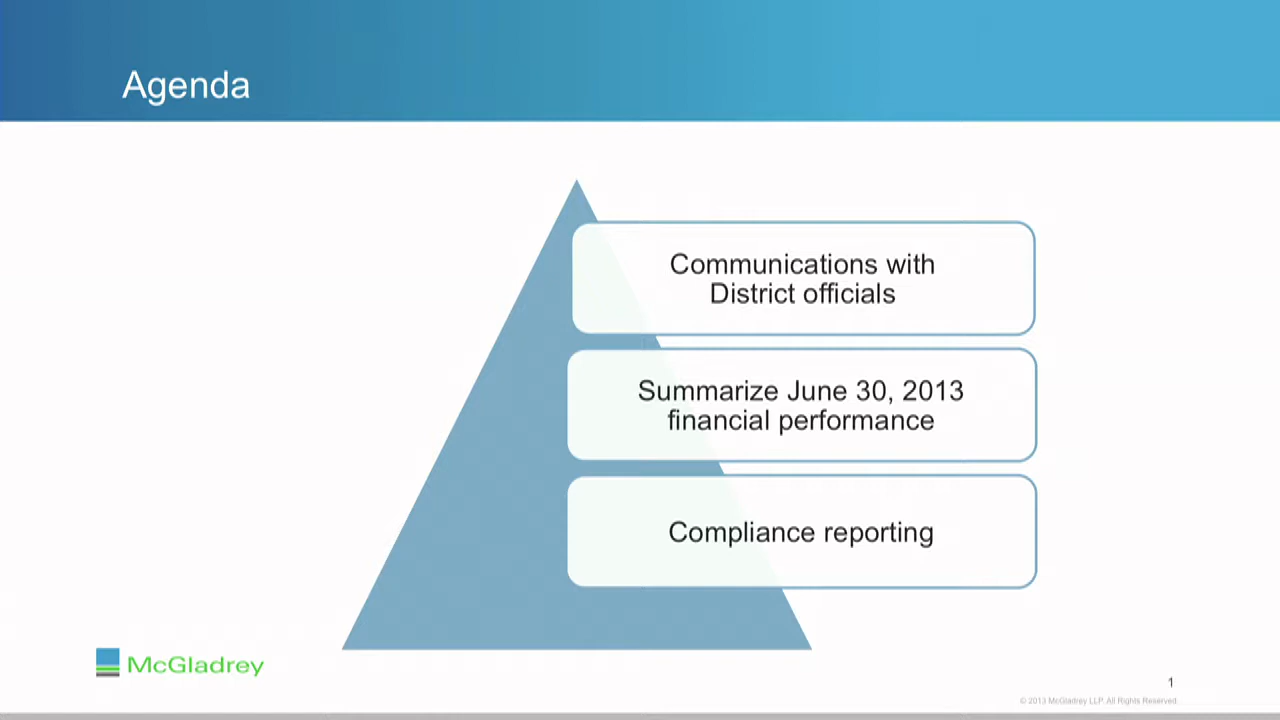 Agenda
Communications with
District officials
Summarize June 30, 2013
financial performance
Compliance reporting
McGladrey
1
© 2013 McGladrey LLP. All Rights Reserved.